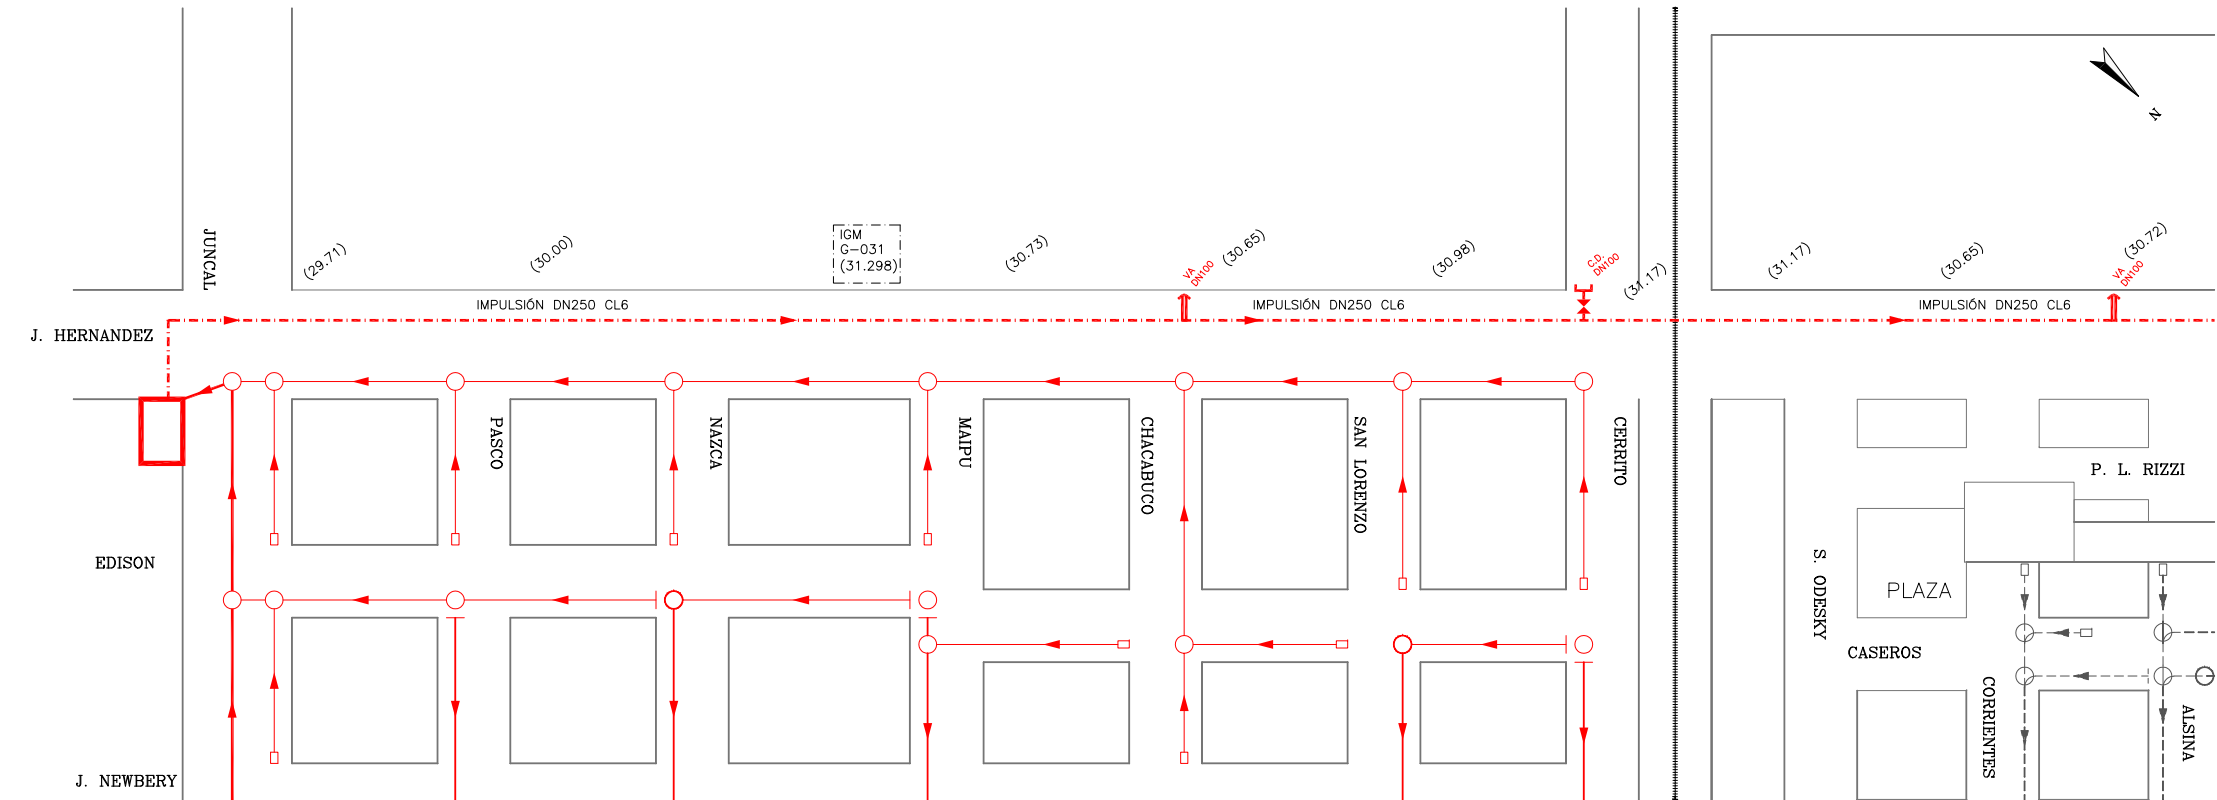 N
JUNCAL
(29.71)
(30.00)
IGM
G-031
(31.298)
(30.73)
VA
DN100
(30.65)
(30.98)
C.D.
DN100
(31.17)
(31.17)
(30.65)
(30.72)
VA
DN100
IMPULSIÓN DN250 CL6
IMPULSIÓN DN250 CL6
IMPULSIÓN DN250 CL6
J. HERNANDEZ
PASCO
NAZCA
MAIPU
CHACABUCO
SAN LORENZO
CERRITO
P. L. RIZZI
EDISON
S. ODESKY
PLAZA
CASEROS
CORRIENTES
ALSINA
J. NEWBERY